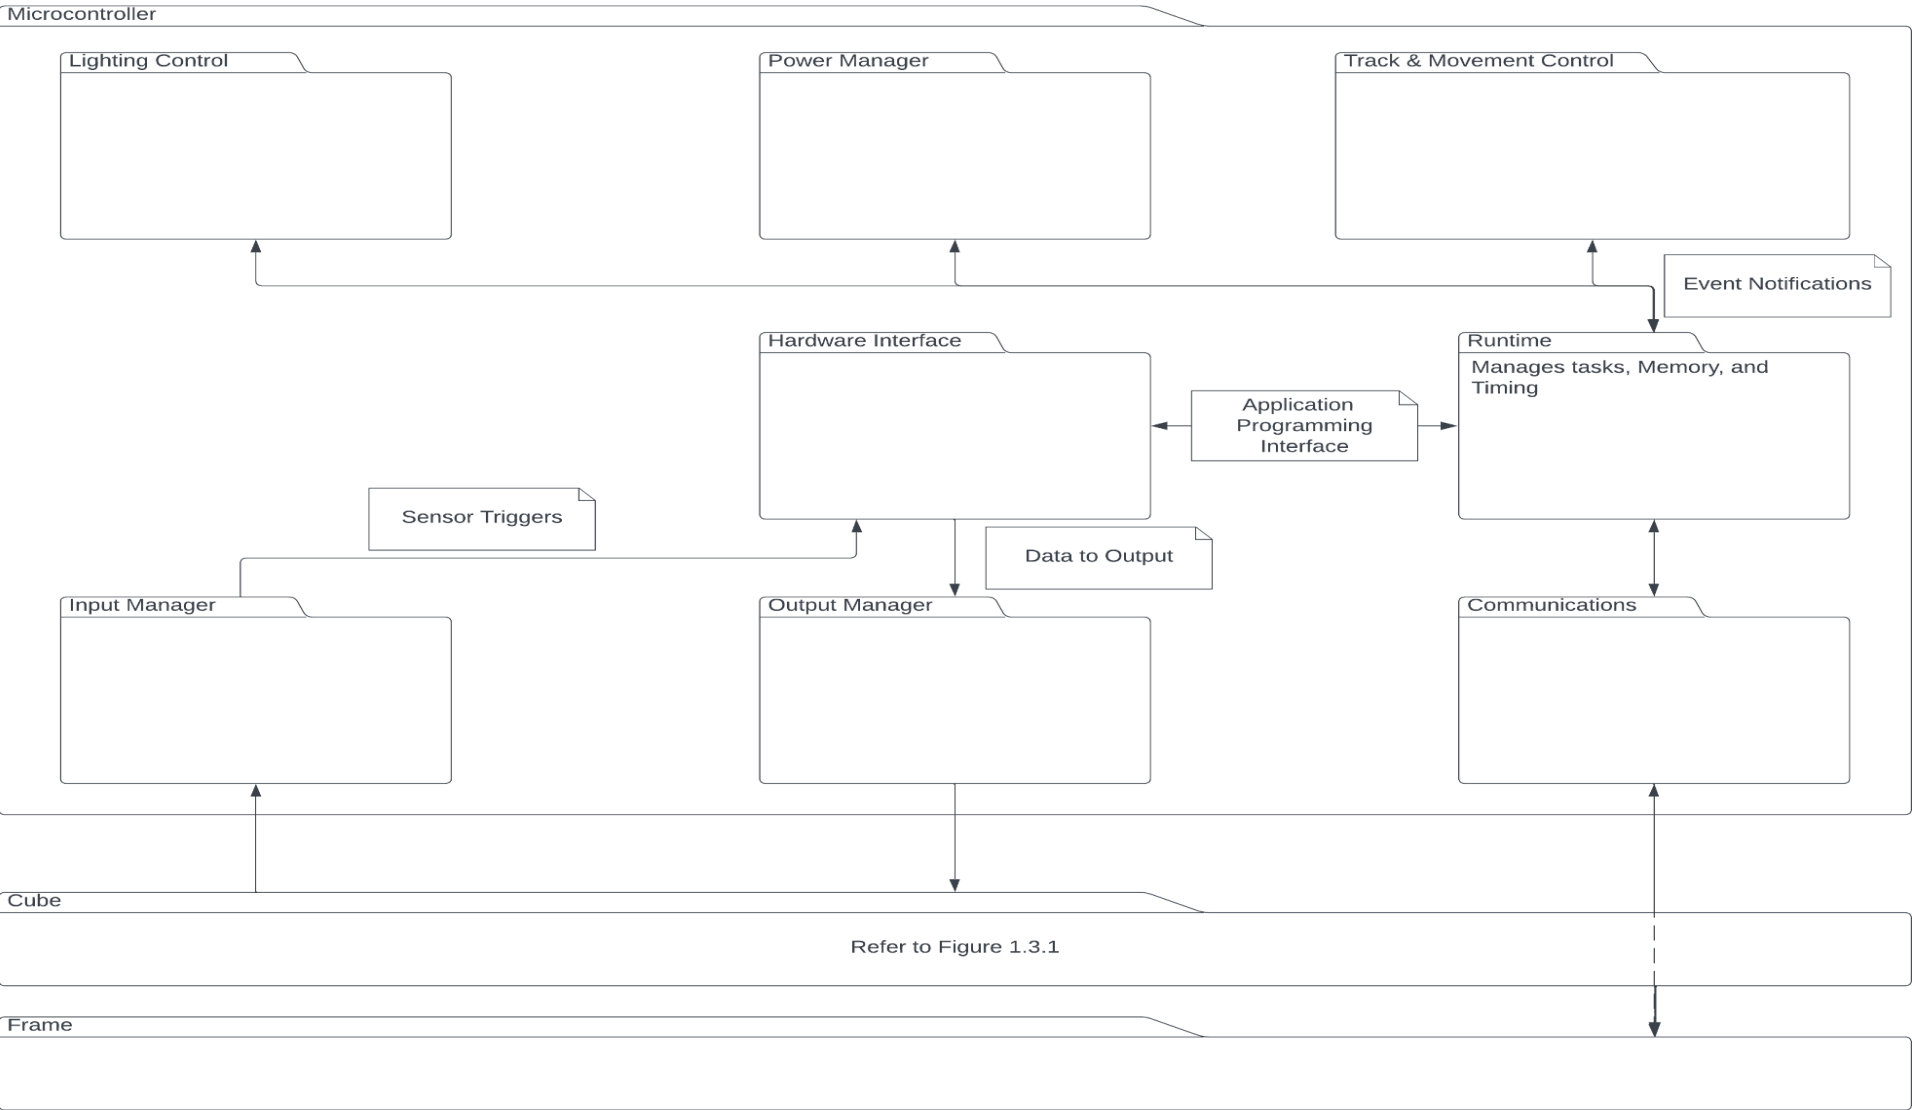 Microcontroller
Lighting Control
Power Manager
Track & Movement Control
Event Notifications
Hardware Interface
Runtime
Manages tasks, Memory, and
Timing
Application
Programming
Interface
Sensor Triggers
Data to Output
Input Manager
Output Manager
Communications
Cube
Refer to Figure 1.3.1
Frame